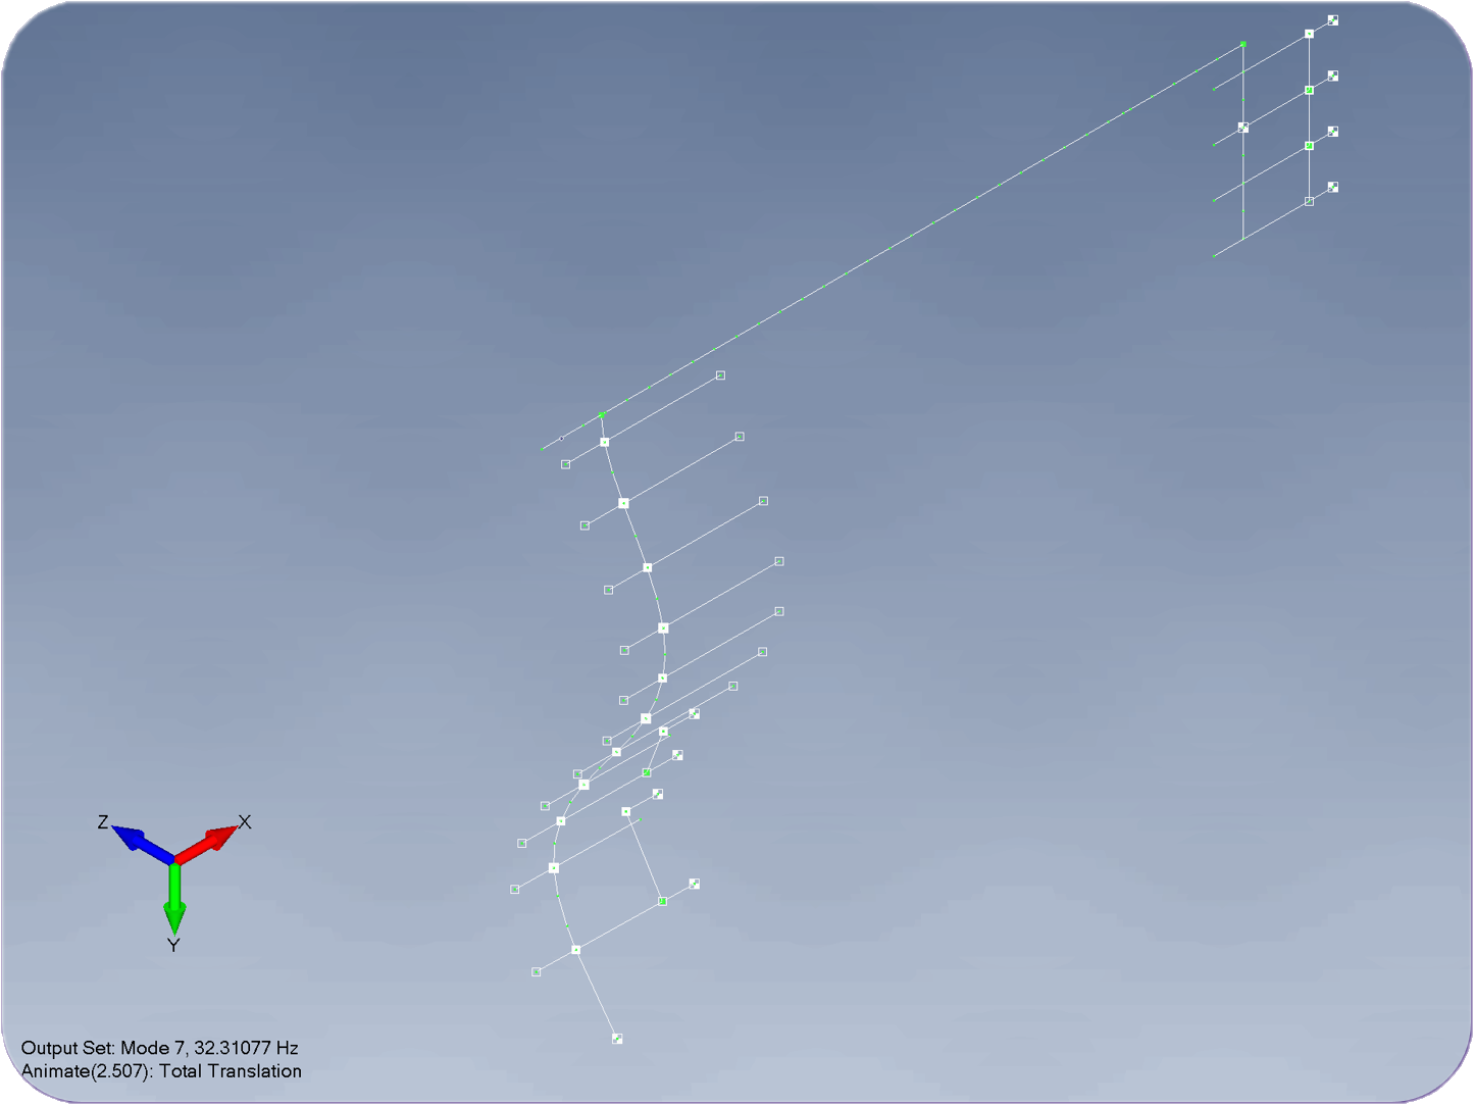 Z
X
Y
Output Set: Mode 7, 32.31077 Hz
Animate(2.507): Total Translation